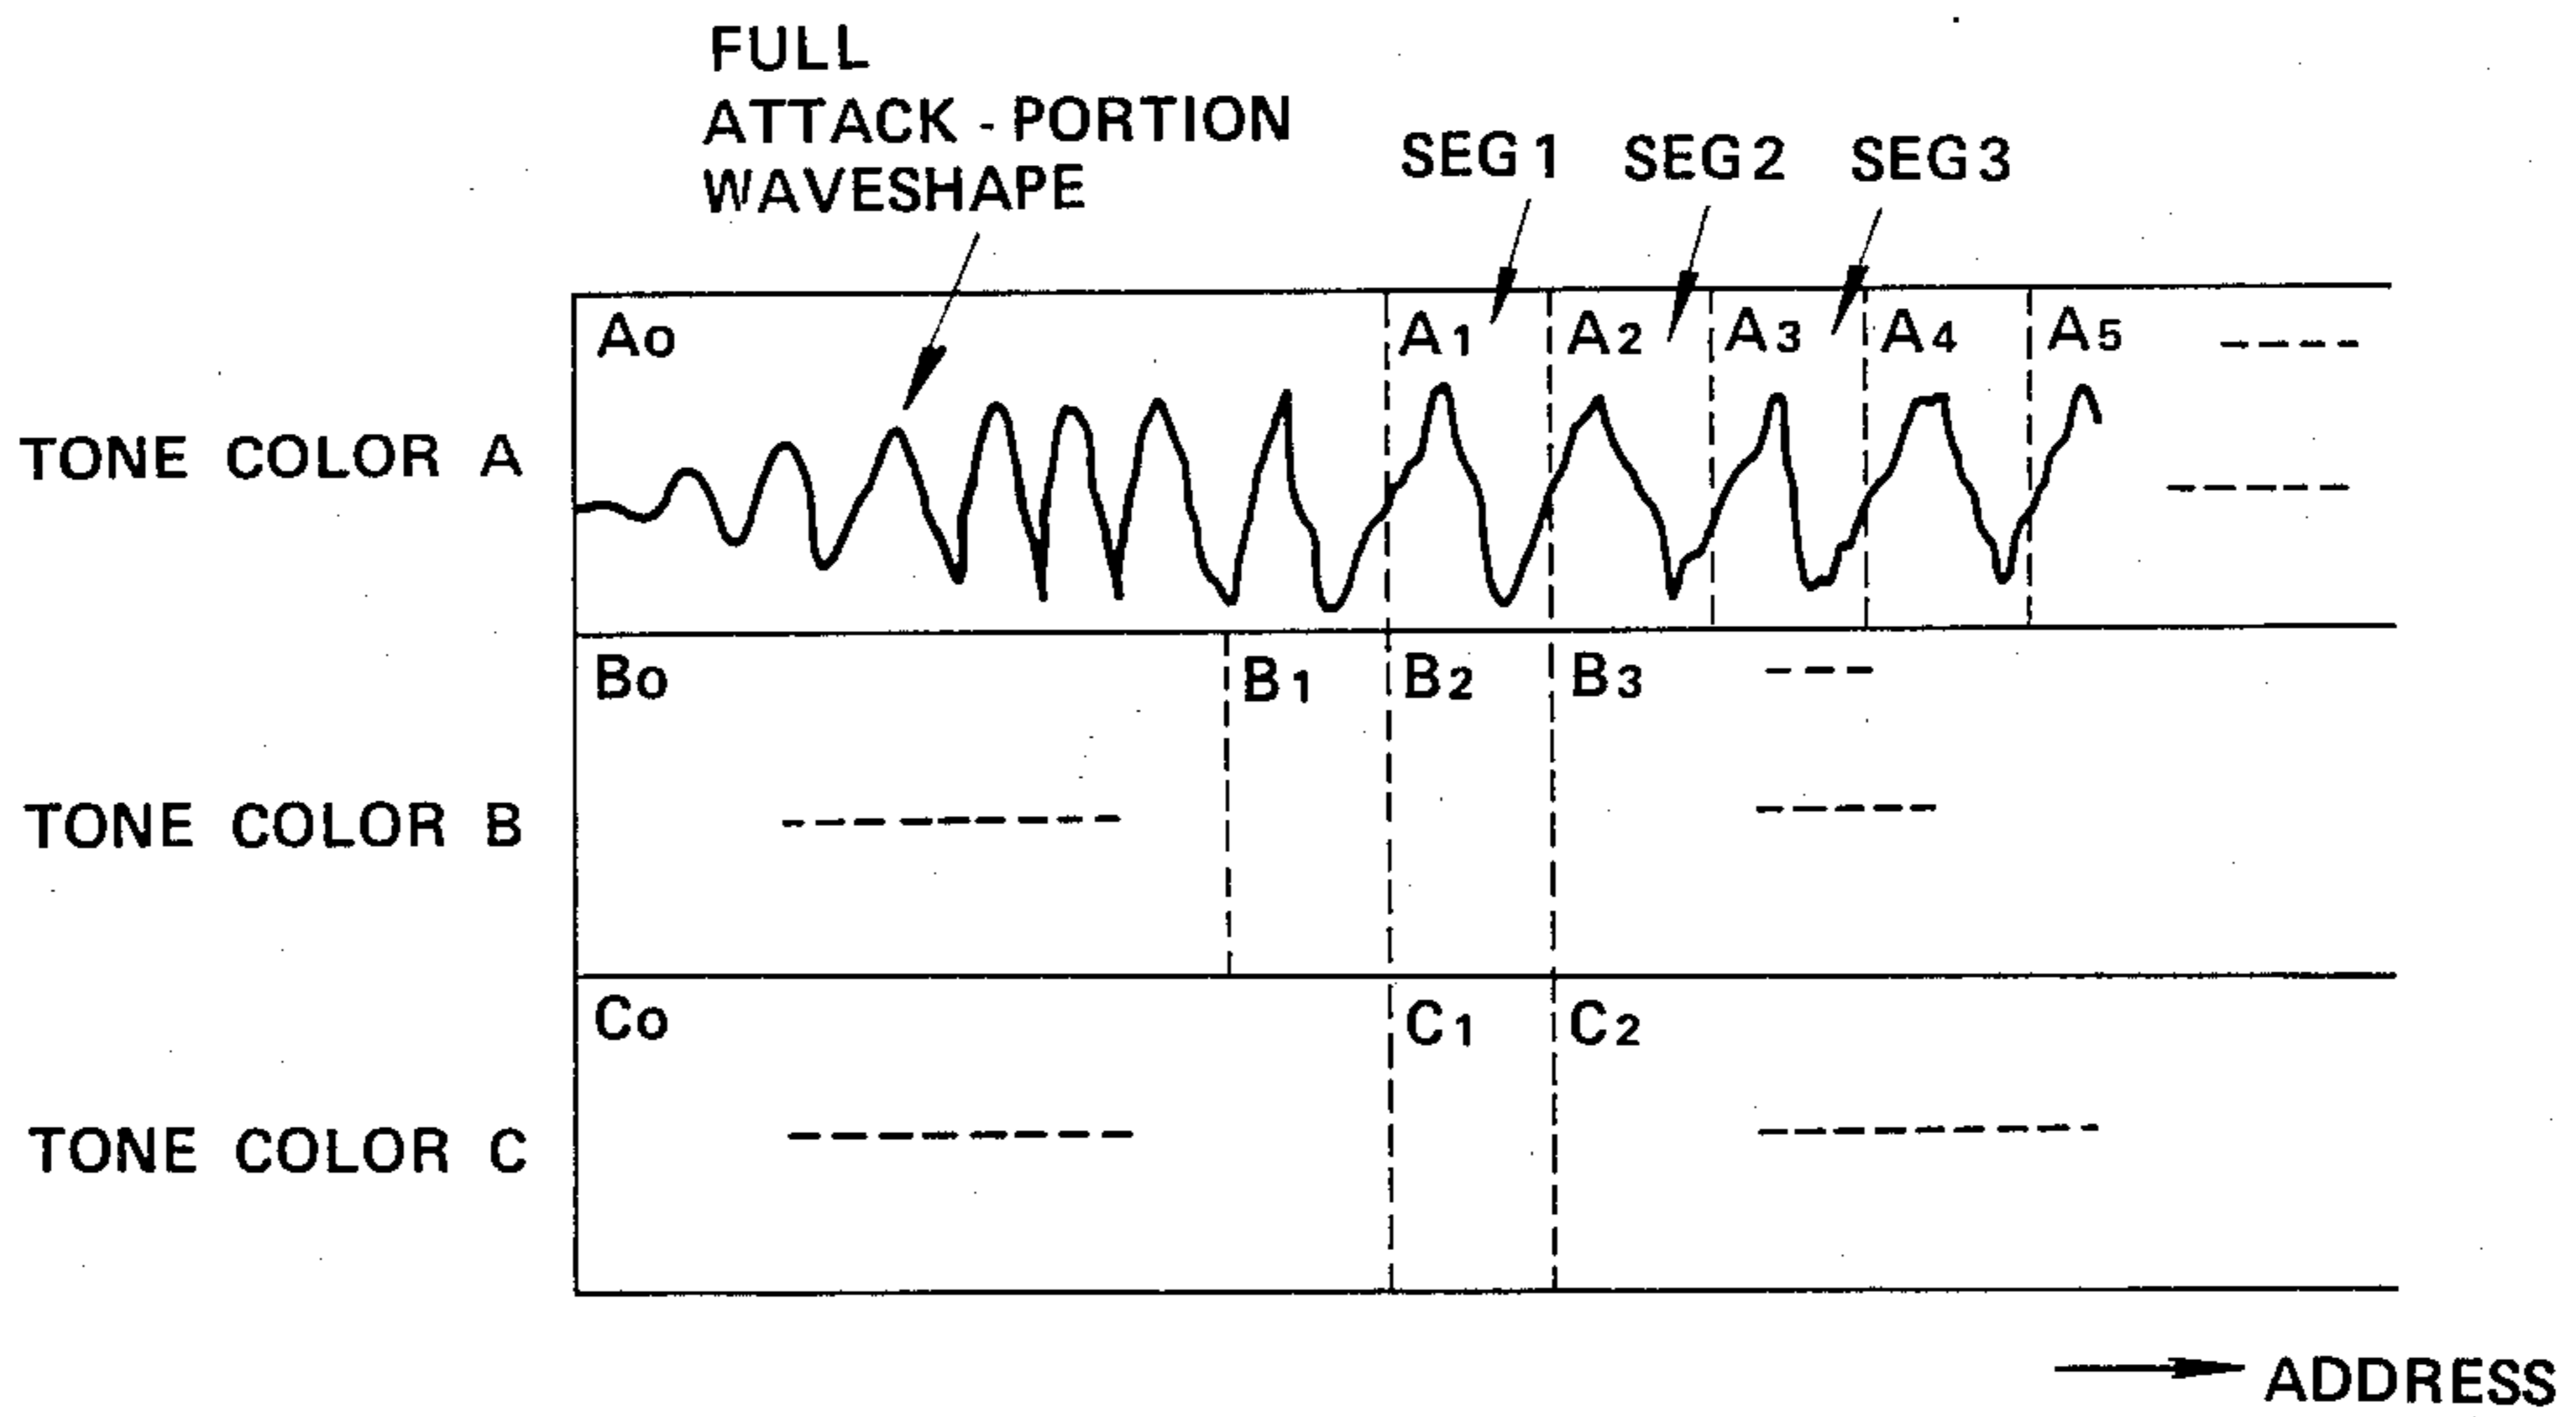 FULL
ATTACK - PORTION
WAVESHAPE
SEG 1 SEG 2 SEG 3
Ao A1 A2 A3 A4 A5
TONE COLOR A
Bo B1 B2 B3
TONE COLOR B
Co C1 C2
TONE COLOR C
ADDRESS